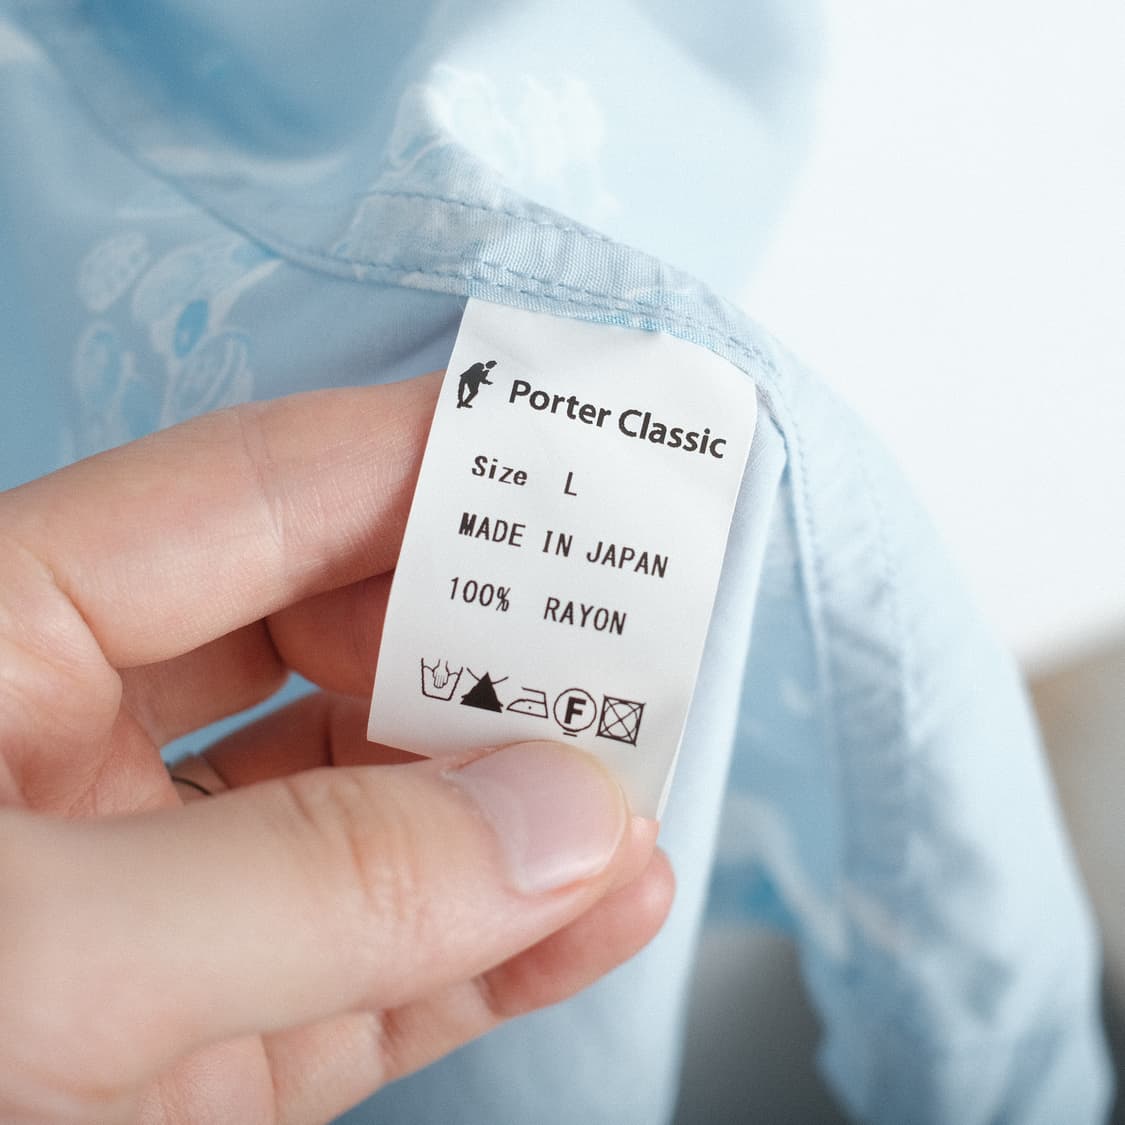 Porter Classic
Size L
MADE IN JAPAN
100% RAYON
F